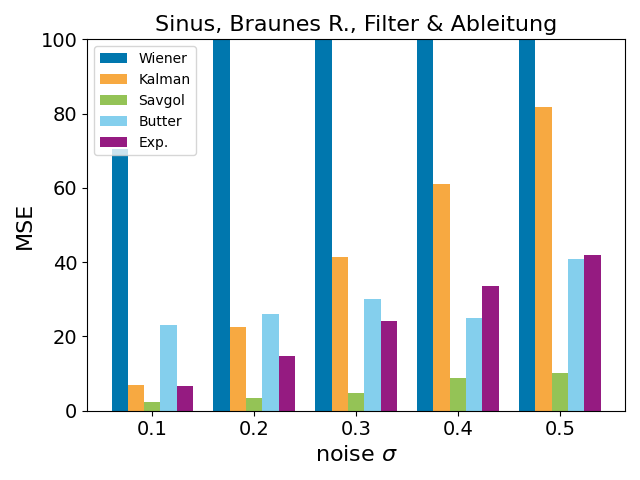 Sinus, Braunes R., Filter & Ableitung
100
80
60
40
20
0
MSE
Wiener
Kalman
Savgol
Butter
Exp.
0.1 0.2 0.3 0.4 0.5
noise σ